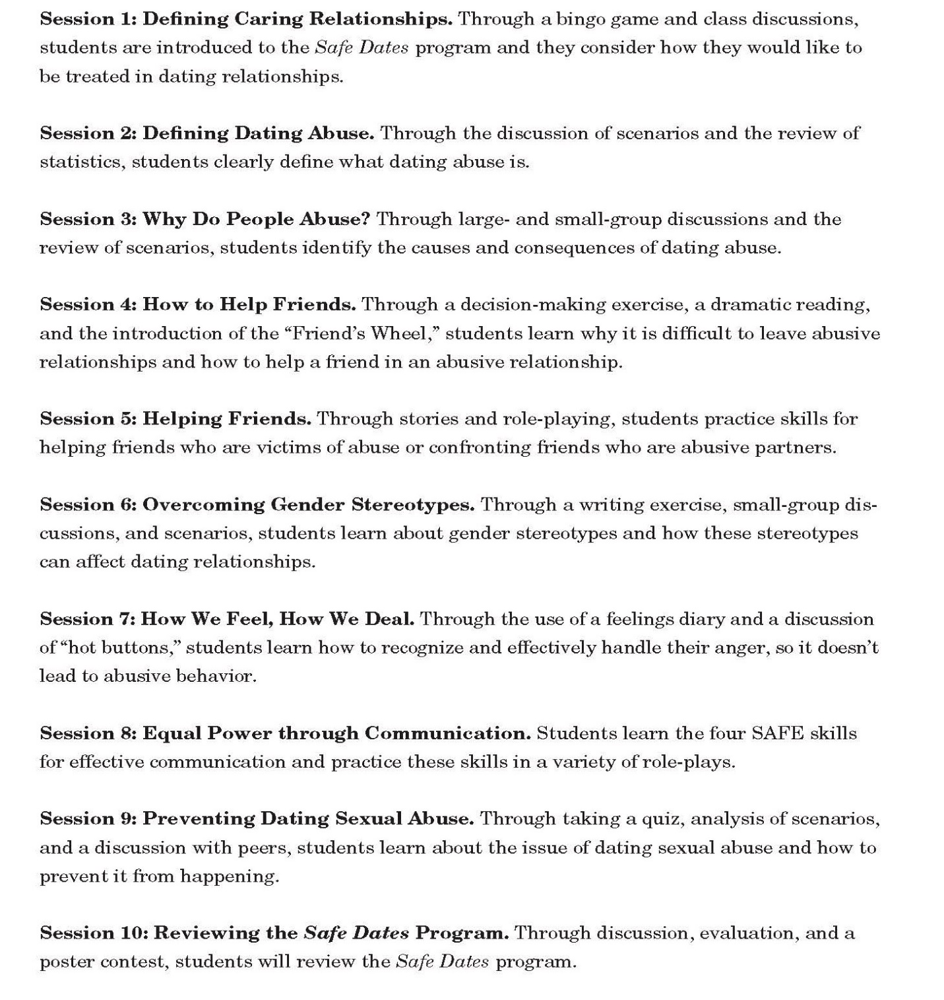 Session 1: Defining Caring Relationships. Through a bingo game and class discussions,
students are introduced to the Safe Dates program and they consider how they would like to
be treated in dating relationships.
Session 2: Defining Dating Abuse. Through the discussion of scenarios and the review of
statistics, students clearly define what dating abuse is.
Session 3: Why Do People Abuse? Through large- and small-group discussions and the
review of scenarios, students identify the causes and consequences of dating abuse.
Session 4: How to Help Friends. Through a decision-making exercise, a dramatic reading,
and the introduction of the “Friend’s Wheel,” students learn why it is difficult to leave abusive
relationships and how to help a friend in an abusive relationship.
Session 5: Helping Friends. Through stories and role-playing, students practice skills for
helping friends who are victims of abuse or confronting friends who are abusive partners.
Session 6: Overcoming Gender Stereotypes. Through a writing exercise, small-group dis-
cussions, and scenarios, students learn about gender stereotypes and how these stereotypes
can affect dating relationships.
Session 7: How We Feel, How We Deal. Through the use of a feelings diary and a discussion
of “hot buttons,” students learn how to recognize and effectively handle their anger, so it doesn’t
lead to abusive behavior.
Session 8: Equal Power through Communication. Students learn the four SAFE skills
for effective communication and practice these skills in a variety of role-plays.
Session 9: Preventing Dating Sexual Abuse. Through taking a quiz, analysis of scenarios,
and a discussion with peers, students learn about the issue of dating sexual abuse and how to
prevent it from happening.
Session 10: Reviewing the Safe Dates Program. Through discussion, evaluation, and a
poster contest, students will review the Safe Dates program.